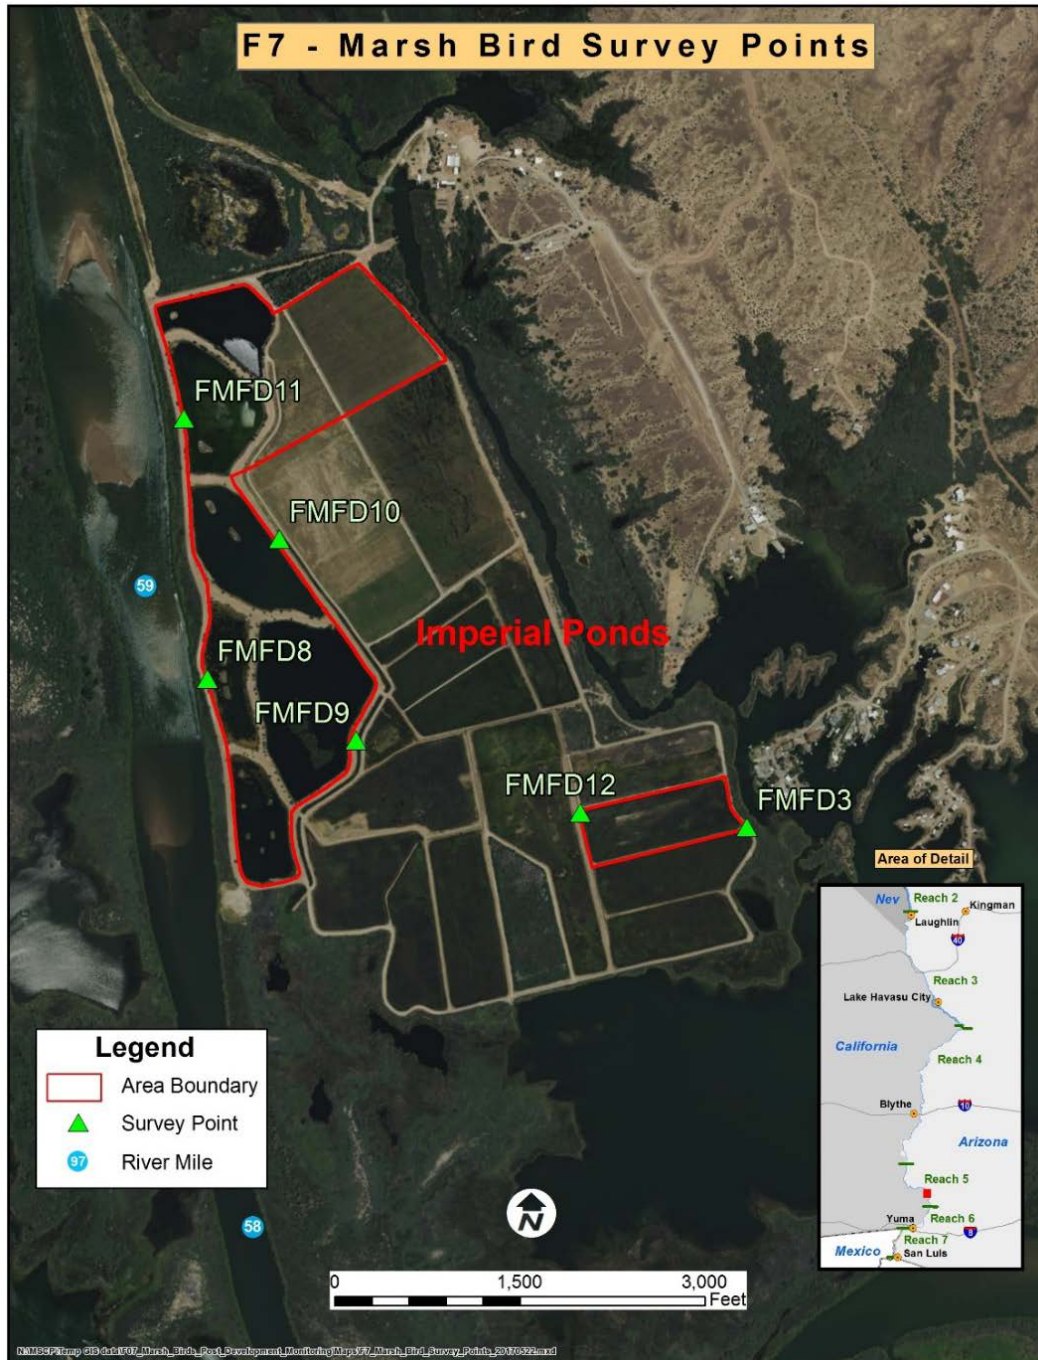 F7 - Marsh Bird Survey Points
FMFD11
FMFD10
59
Imperial Ponds
FMFD8
FMFD9
FMFD12
FMFD3
Area of Detail
Nev
Reach 2
Kingman
Laughlin
40
Reach 3
Lake Havasu City
California
Reach 4
Blythe
10
Arizona
Reach 5
Yuma
Reach 6
8
Mexico
Reach 7
San Luis
Legend
Area Boundary
Survey Point
97
River Mile
58
N
0 1,500 3,000
Feet